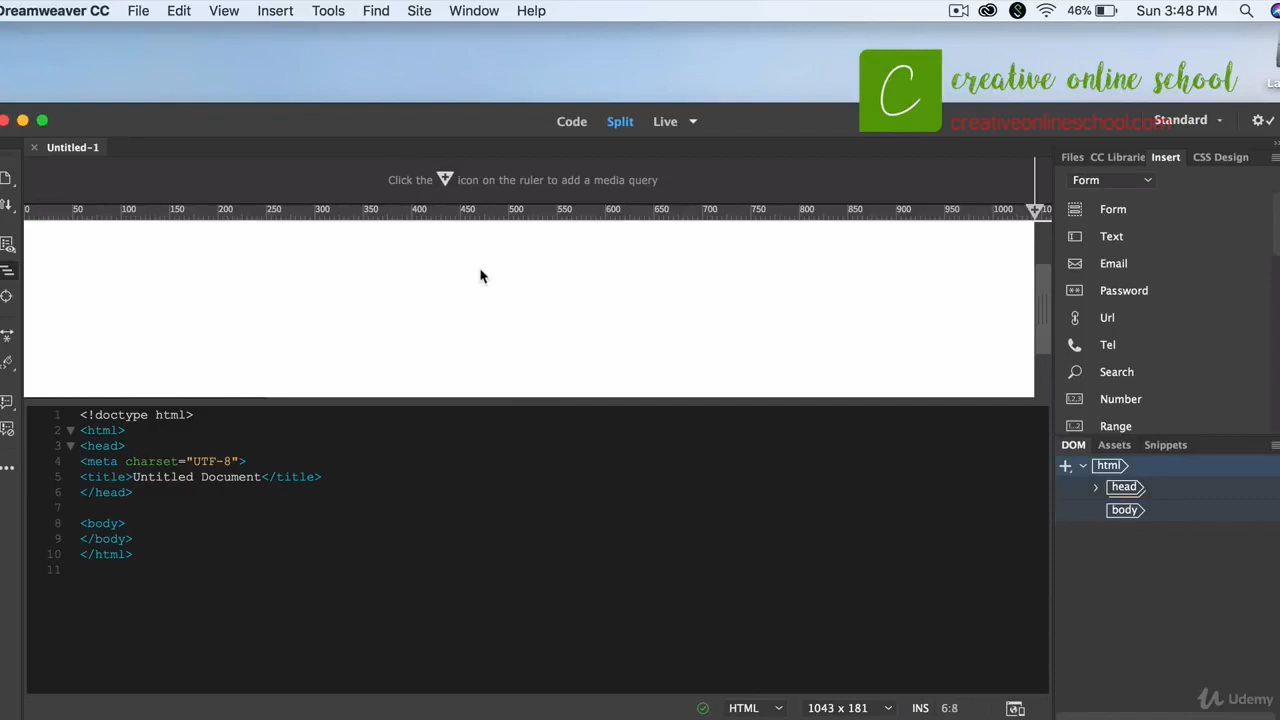 Dreamweaver CC File Edit View Insert Tools Find Site Window Help 46% Sun 3:48 PM
C creative online school
creativeonlineschool.com
Code Split Live Standard
Untitled-1
Files CC Librarie Insert CSS Design
Click the icon on the ruler to add a media query
Form
0 50 100 150 200 250 300 350 400 450 500 550 600 650 700 750 800 850 900 950 1000 10
Form
Text
Email
Password
Url
Tel
Search
Number
Range
1 <!doctype html>
2 <html>
3 <head>
4 <meta charset="UTF-8">
5 <title>Untitled Document</title>
6 </head>
7
8 <body>
9 </body>
10 </html>
11
DOM Assets Snippets
html
head
body
HTML 1043 x 181 INS 6:8
Udemy